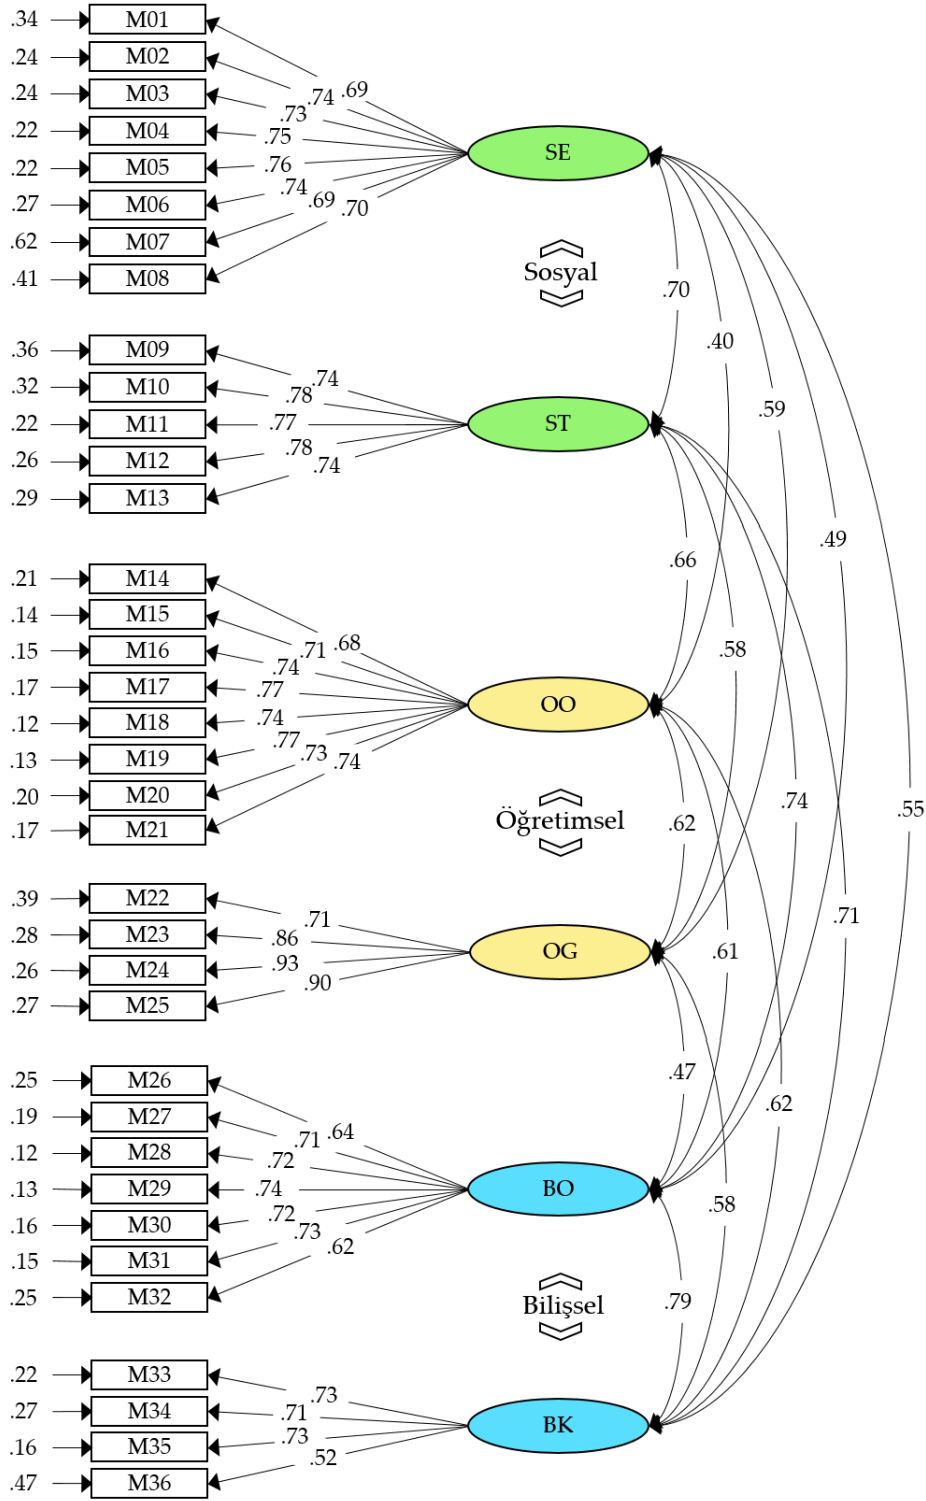 .34 M01
.24 M02
.24 M03
.22 M04
.22 M05
.27 M06
.62 M07
.41 M08
.69
.74
.73
.75
.76
.74
.69
.70
SE
Sosyal
.36 M09
.32 M10
.22 M11
.26 M12
.29 M13
.74
.78
.77
.78
.74
ST
.21 M14
.14 M15
.15 M16
.17 M17
.12 M18
.13 M19
.20 M20
.17 M21
.68
.71
.74
.77
.74
.77
.73
.74
OO
Öğretimsel
.39 M22
.28 M23
.26 M24
.27 M25
.71
.86
.93
.90
OG
.25 M26
.19 M27
.12 M28
.13 M29
.16 M30
.15 M31
.25 M32
.64
.71
.72
.74
.72
.73
.62
BO
Bilişsel
.22 M33
.27 M34
.16 M35
.47 M36
.73
.71
.73
.52
BK
.70
.40
.59
.49
.55
.66
.58
.74
.71
.62
.61
.62
.47
.58
.79